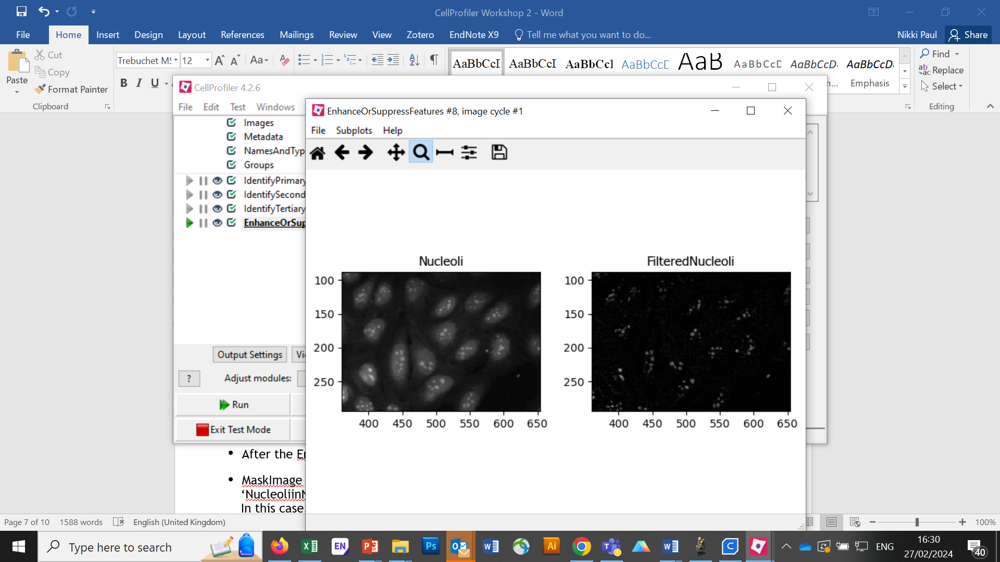 CellProfiler Workshop 2 - Word
File Home Insert Design Layout References Mailings Review View Zotero EndNote X9 Tell me what you want to do... Nikki Paul Share
Paste
Cut
Copy
Format Painter
Clipboard
Trebuchet MS 12
Aa
B I U
AaBbCcI AaBbCcI AaBbCcI AaBbCcD AaB AaBbCcD AaBbCcD AaBbCcD
Emphasis
Find
Replace
Select
Editing
CellProfiler 4.2.6
File Edit Test Windows
Images
Metadata
NamesAndTyp
Groups
IdentifyPrimary
IdentifySecond
IdentifyTertiary
EnhanceOrSup
Output Settings
? Adjust modules:
Run
Exit Test Mode
EnhanceOrSuppressFeatures #8, image cycle #1
File Subplots Help
Nucleoli
100
150
200
250
400 450 500 550 600 650
FilteredNucleoli
100
150
200
250
400 450 500 550 600 650
• After the En
• MaskImage
‘NucleoliinN
In this case
Page 7 of 10 1588 words English (United Kingdom) 100%
Type here to search
EN Ps Ai ENG
16:30
27/02/2024
40